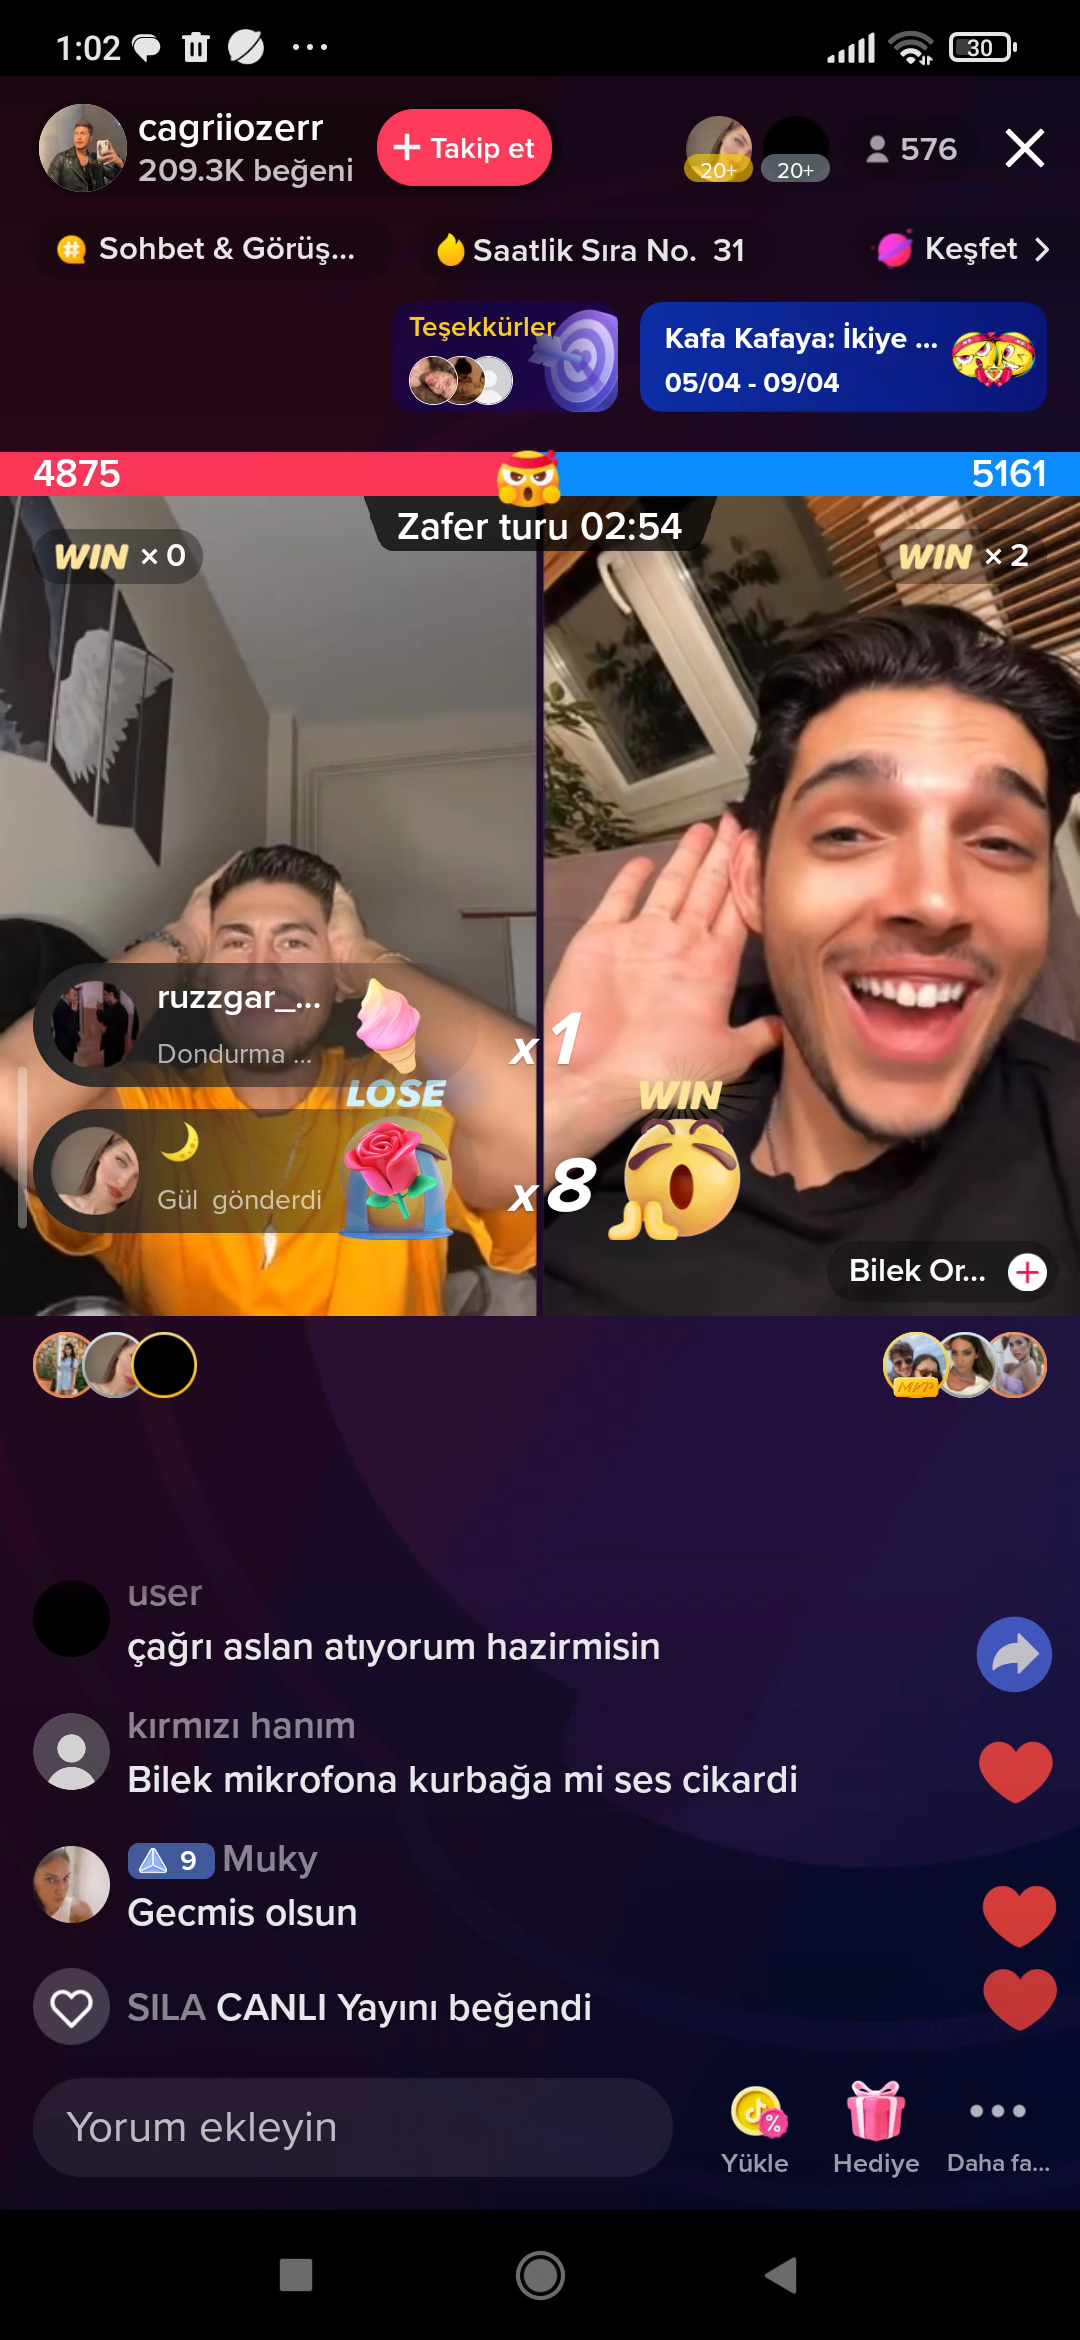 1:02
30
cagriiozerr
209.3K beğeni
+ Takip et
20+
20+
576
Sohbet & Görüş...
Saatlik Sıra No. 31
Keşfet
Teşekkürler
Kafa Kafaya: İkiye ...
05/04 - 09/04
4875
5161
Zafer turu 02:54
WIN × 0
WIN × 2
ruzzgar_...
Dondurma ...
x1
LOSE
WIN
Gül gönderdi
x8
Bilek Or...
MVP
user
çağrı aslan atıyorum hazirmisin
kırmızı hanım
Bilek mikrofona kurbağa mi ses cikardi
9 Muky
Gecmis olsun
SILA CANLI Yayını beğendi
Yorum ekleyin
Yükle
Hediye
Daha fa...